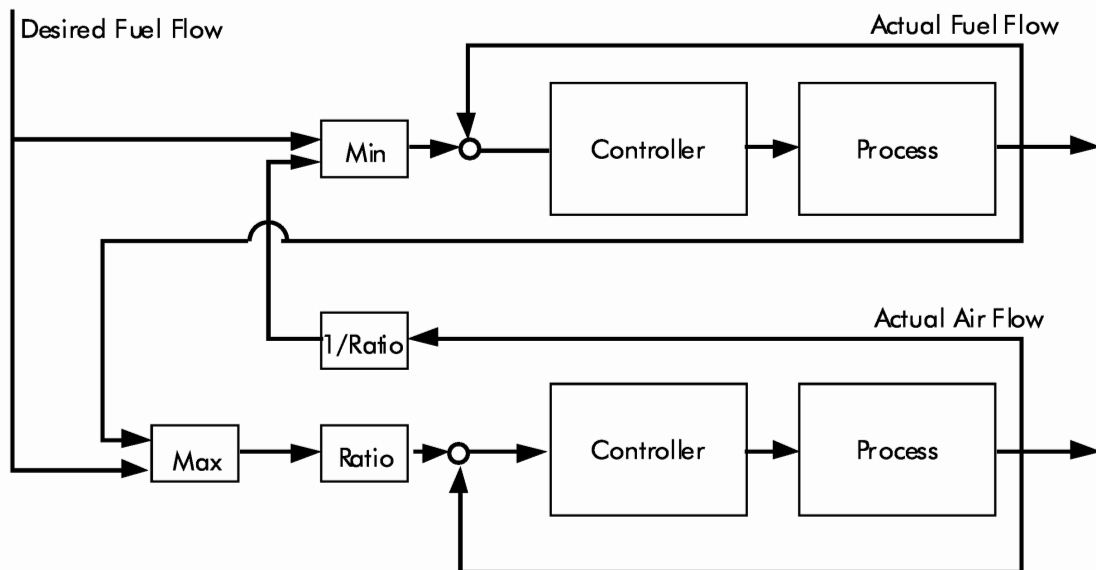 Desired Fuel Flow
Actual Fuel Flow
Min
Controller
Process
1/Ratio
Actual Air Flow
Max
Ratio
Controller
Process